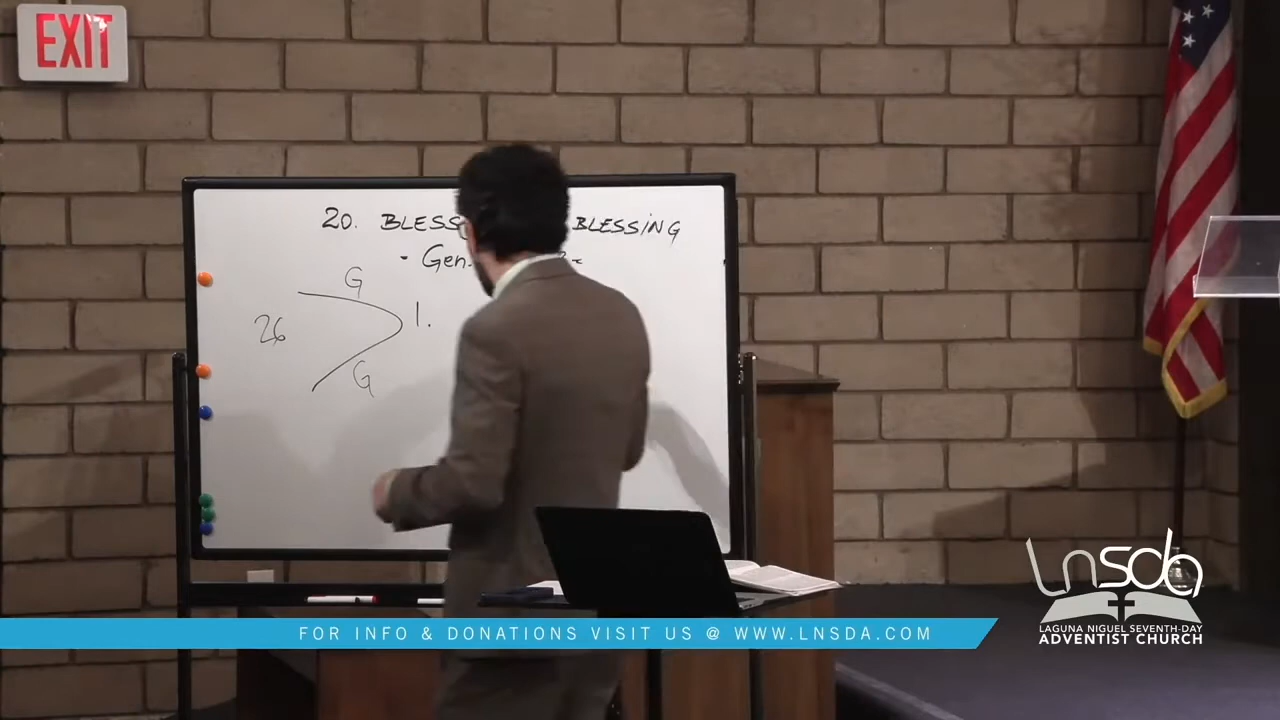 EXIT
20. BLESS BLESSING
• Gen.
G
26
1.
G
LnSDA
LAGUNA NIGUEL SEVENTH-DAY
ADVENTIST CHURCH
FOR INFO & DONATIONS VISIT US @ WWW.LNSDA.COM